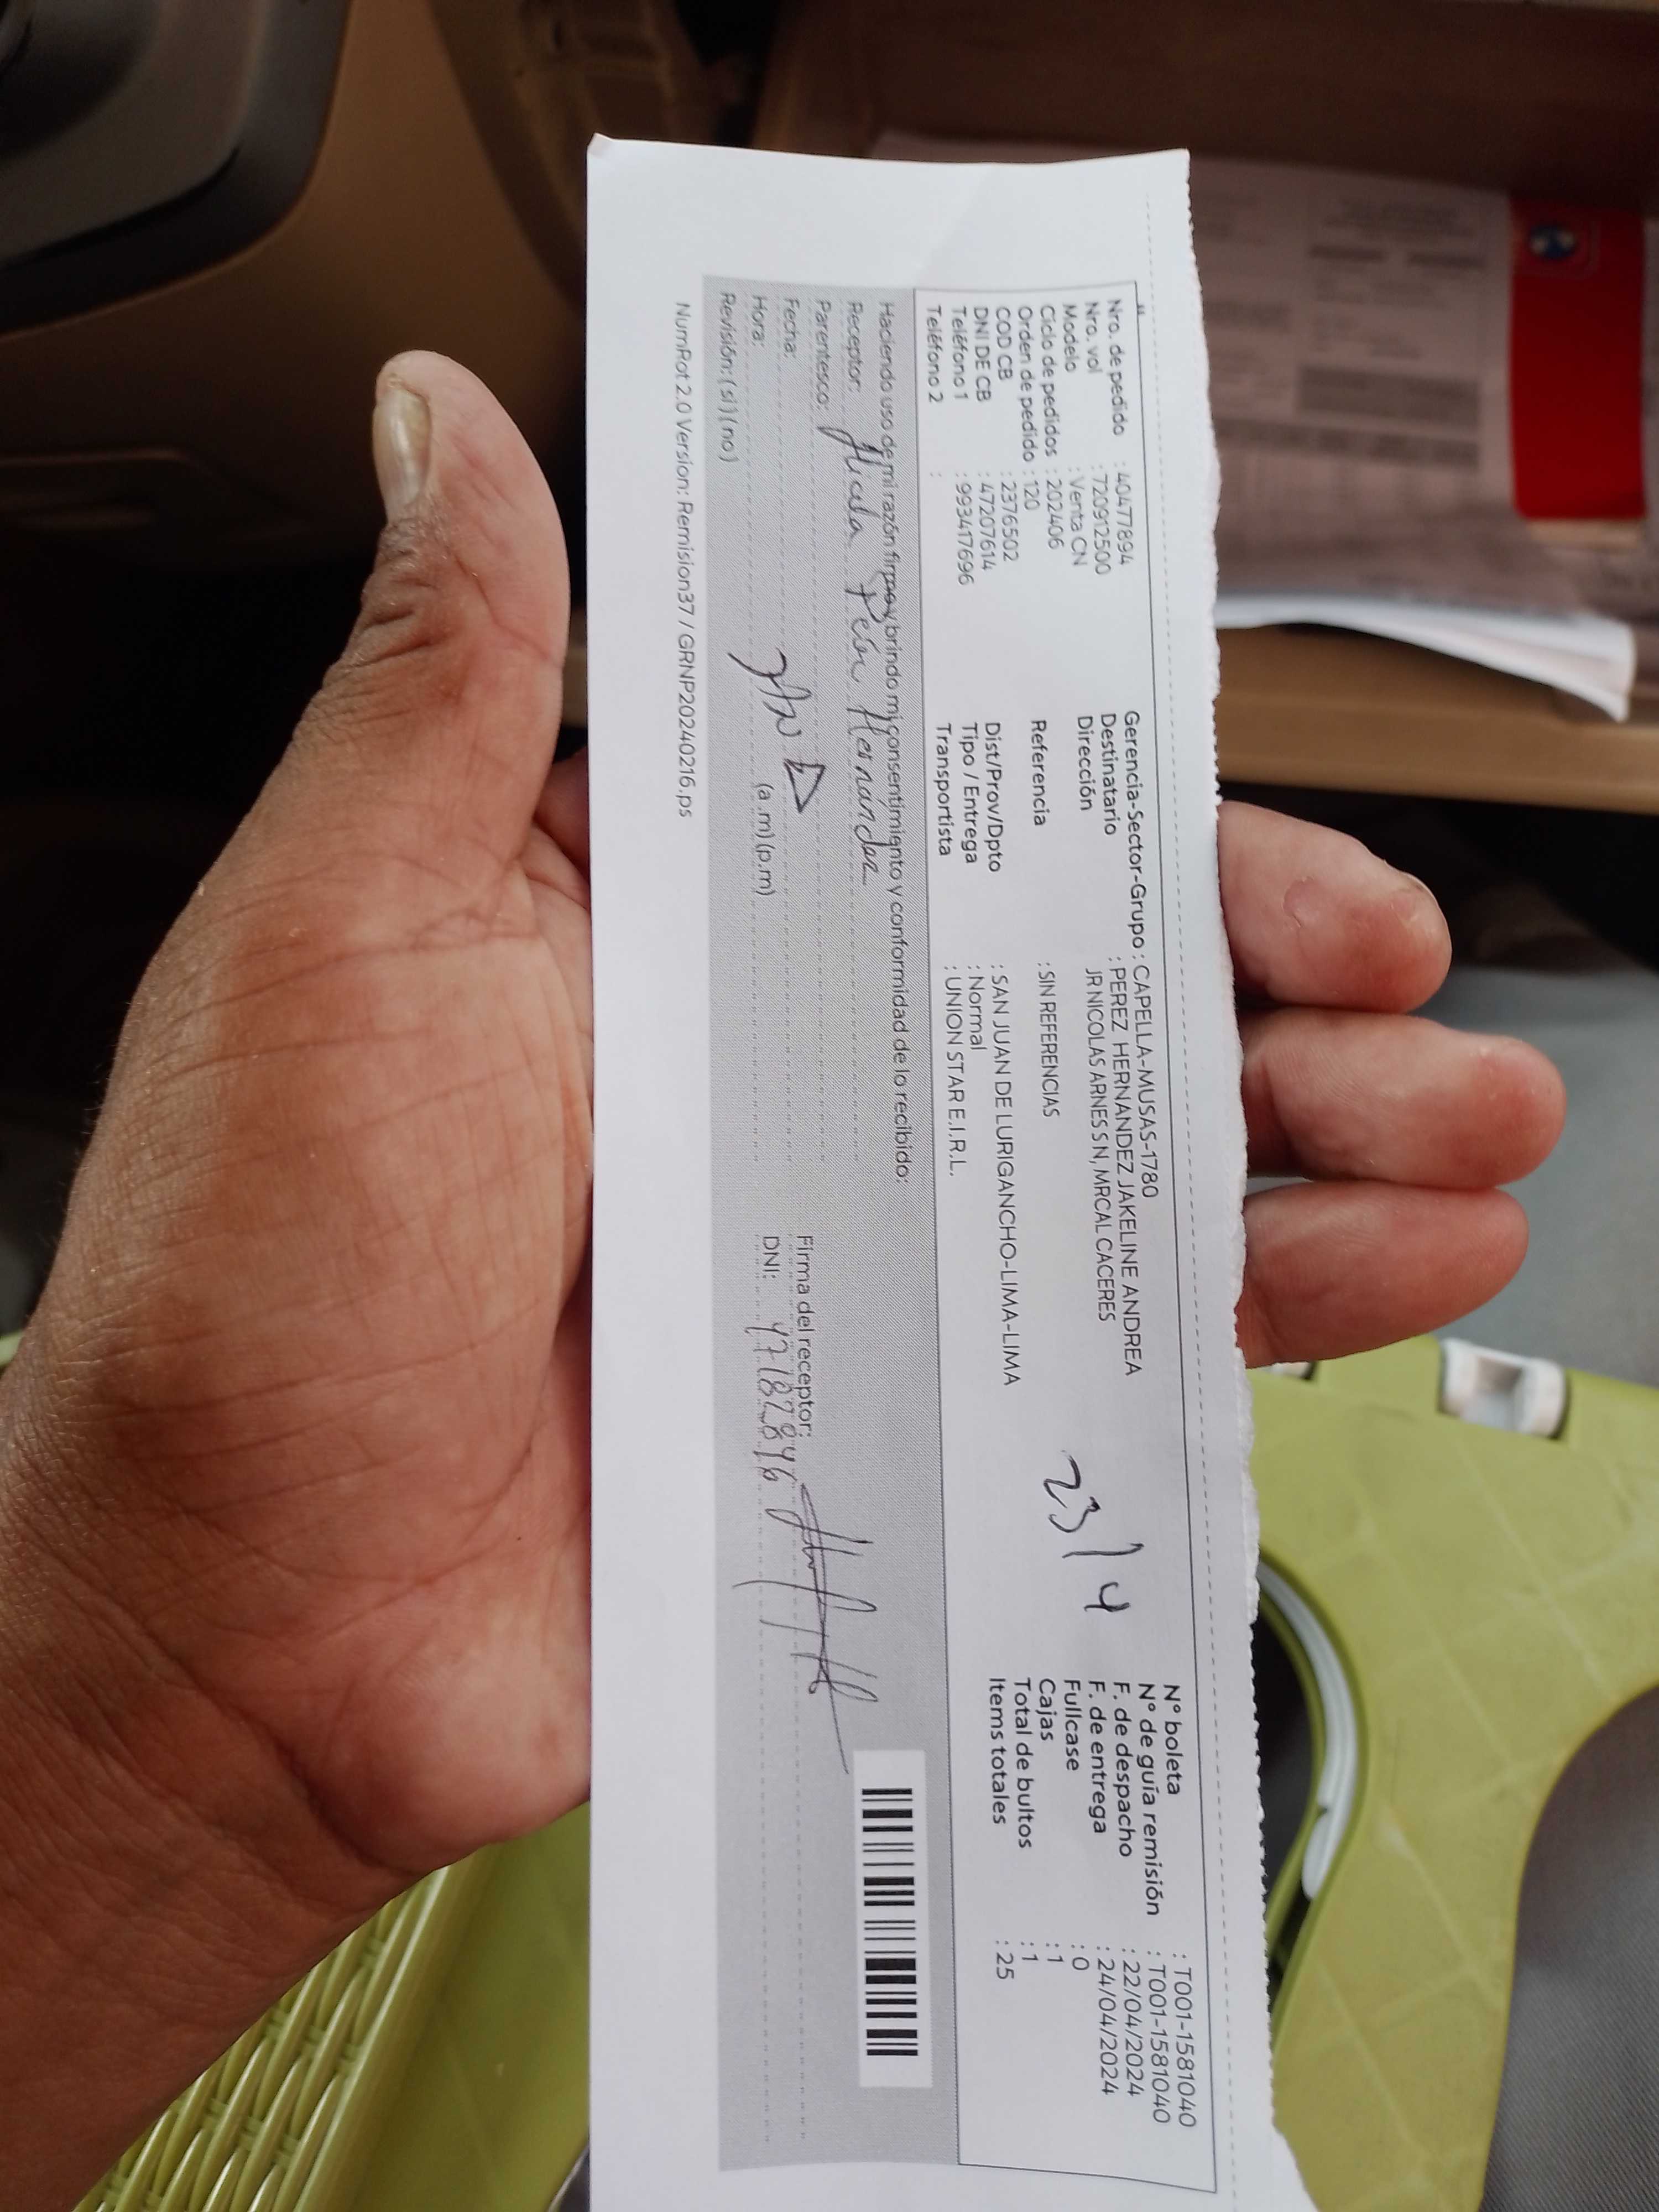 Nro. de pedido : 40477894
Nro. vol : 720912500
Modelo : Venta CN
Ciclo de pedidos : 202406
Orden de pedido : 120
COD CB : 2376502
DNI DE CB : 47207614
Teléfono 1 : 993417696
Teléfono 2 :
Gerencia-Sector-Grupo : CAPELLA-MUSAS-1780
Destinatario : PEREZ HERNANDEZ JAKELINE ANDREA
Dirección JR NICOLAS ARNES S N, MRCAL CACERES
Referencia : SIN REFERENCIAS
Dist/Prov/Dpto : SAN JUAN DE LURIGANCHO-LIMA-LIMA
Tipo / Entrega : Normal
Transportista : UNION STAR E.I.R.L.
23/4
N° boleta : T001-1581040
N° de guía remisión : T001-1581040
F. de despacho : 22/04/2024
F. de entrega : 24/04/2024
Fullcase : 0
Cajas : 1
Total de bultos : 1
Items totales : 25
Haciendo uso de mi razón firmo y brindo mi consentimiento y conformidad de lo recibido:
Receptor: Hernández
Parentesco:
Fecha:
Hora: (a.m) (p.m)
Revisión: (si) (no)
Firma del receptor:
DNI: 47182846
NumRot 2.0 Version: Remision37 / GRNP20240216.ps